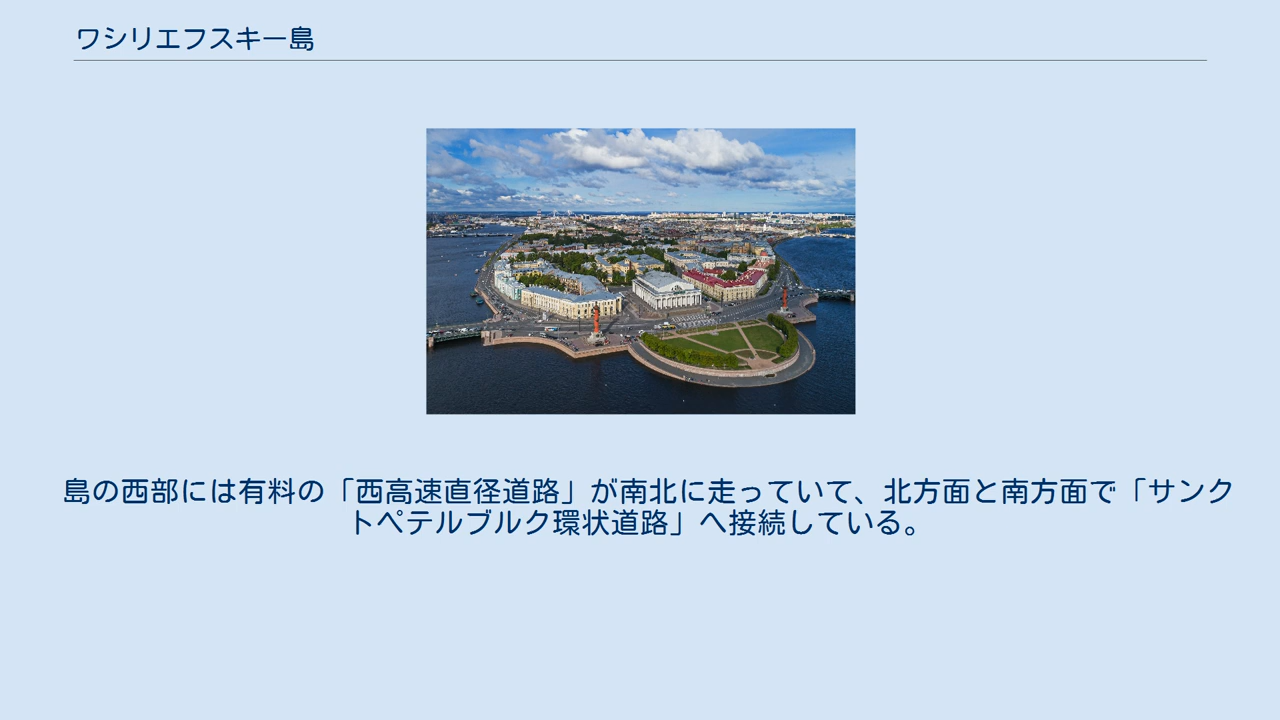 ワシリエフスキー島
島の西部には有料の「西高速直径道路」が南北に走っていて、北方面と南方面で「サンク
トペテルブルク環状道路」へ接続している。